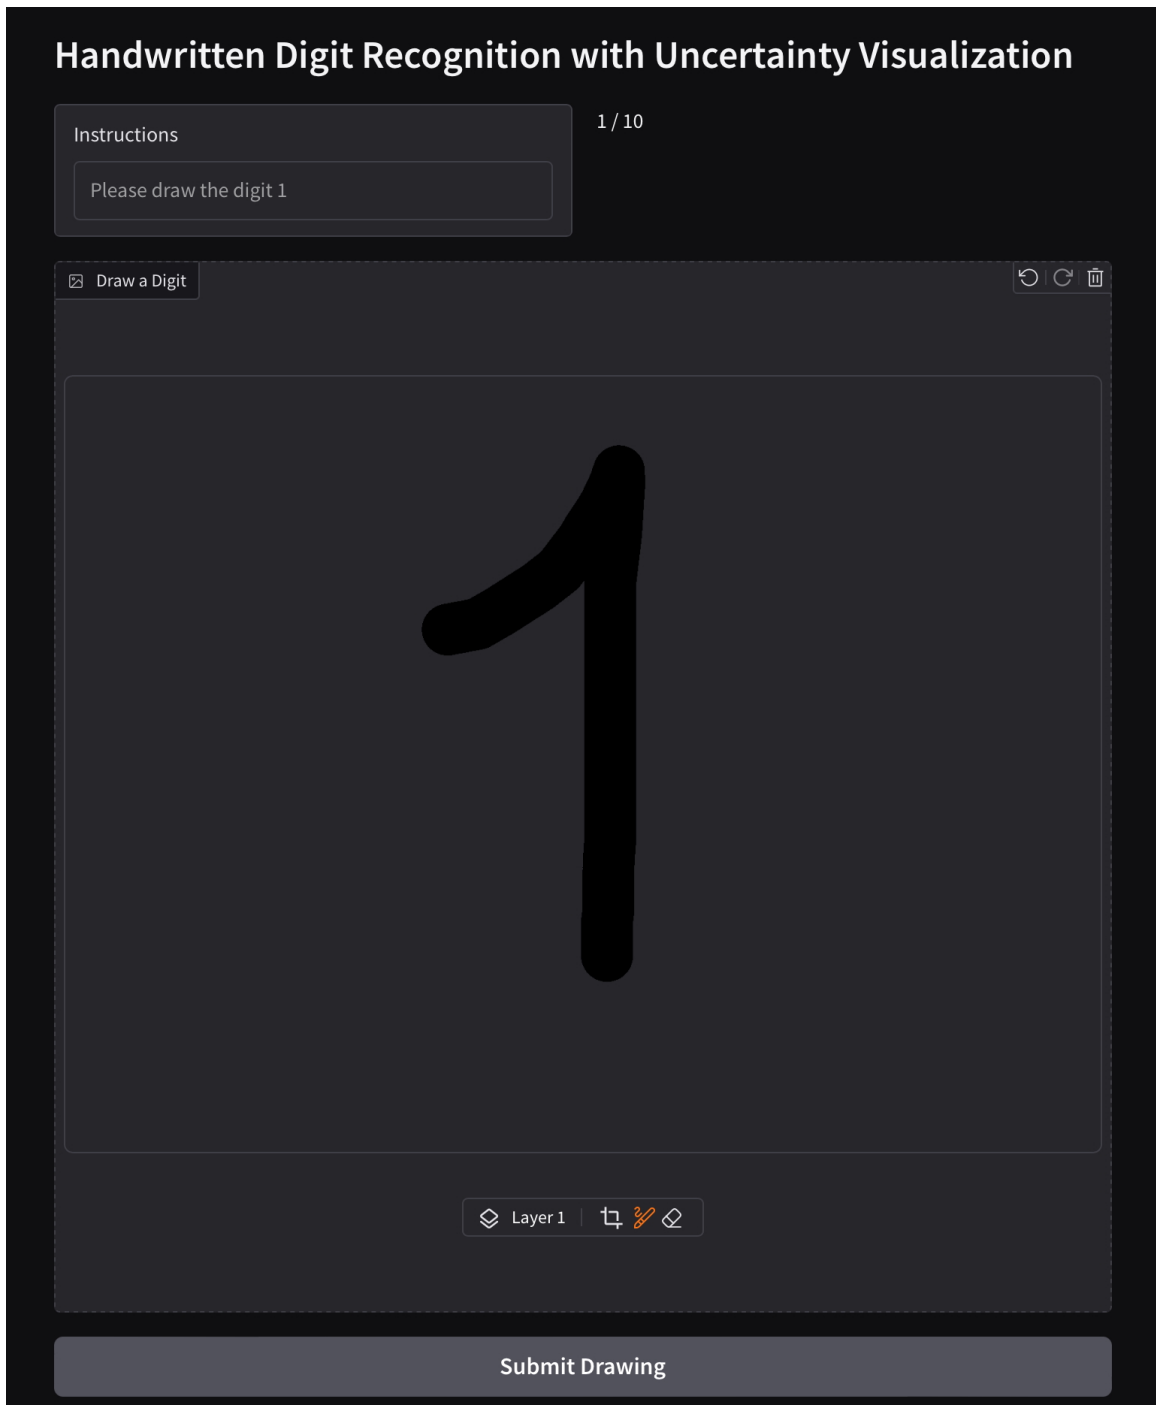 Handwritten Digit Recognition with Uncertainty Visualization
Instructions
1 / 10
Please draw the digit 1
Draw a Digit
1
Layer 1
Submit Drawing